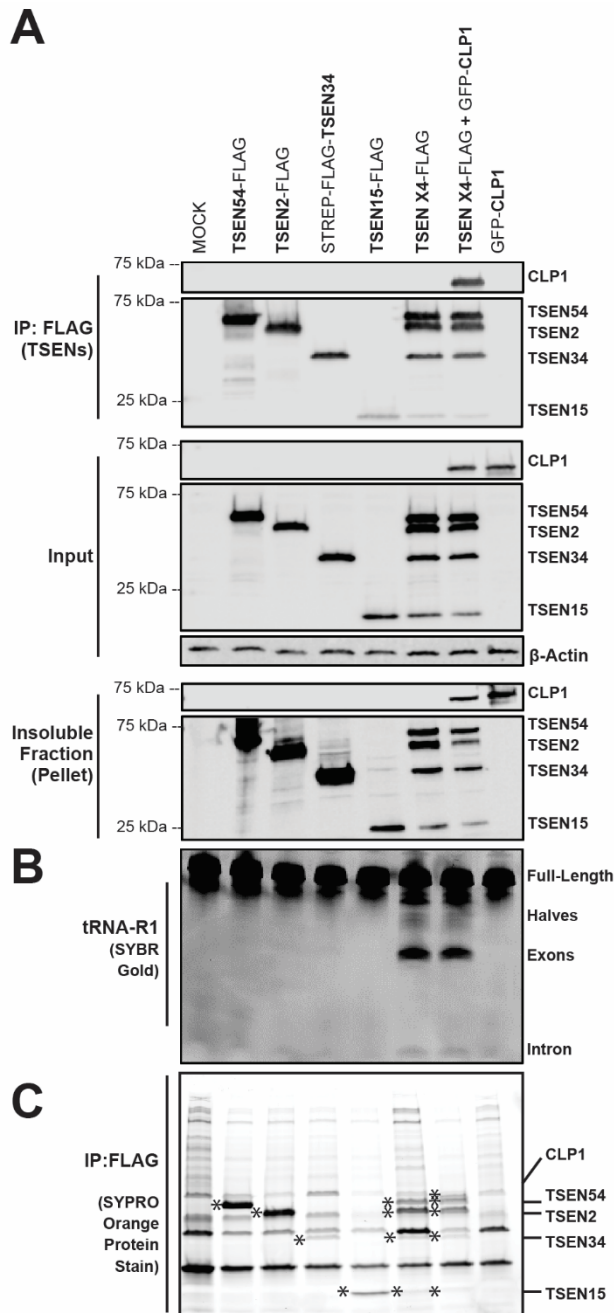 A
MOCK
TSEN54-FLAG
TSEN2-FLAG
STREP-FLAG-TSEN34
TSEN15-FLAG
TSEN X4-FLAG
TSEN X4-FLAG + GFP-CLP1
GFP-CLP1
75 kDa --
CLP1
75 kDa --
IP: FLAG
(TSENs)
TSEN54
TSEN2
TSEN34
25 kDa --
TSEN15
75 kDa --
CLP1
75 kDa --
Input
TSEN54
TSEN2
TSEN34
25 kDa --
TSEN15
β-Actin
75 kDa --
CLP1
Insoluble
Fraction
(Pellet)
75 kDa --
TSEN54
TSEN2
TSEN34
25 kDa --
TSEN15
B
tRNA-R1
(SYBR
Gold)
Full-Length
Halves
Exons
Intron
C
IP:FLAG
(SYPRO
Orange
Protein
Stain)
CLP1
* * * TSEN54
* * * TSEN2
* * * TSEN34
* * * TSEN15